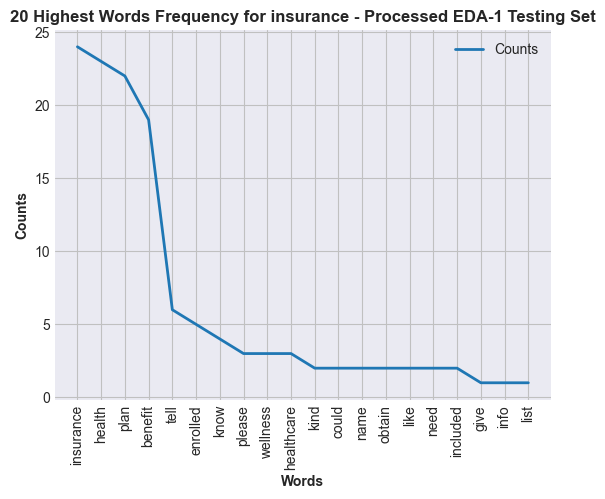 20 Highest Words Frequency for insurance - Processed EDA-1 Testing Set
Counts
25
20
15
10
5
0
Counts
insurance
health
plan
benefit
tell
enrolled
know
please
wellness
healthcare
kind
could
name
obtain
like
need
included
give
info
list
Words